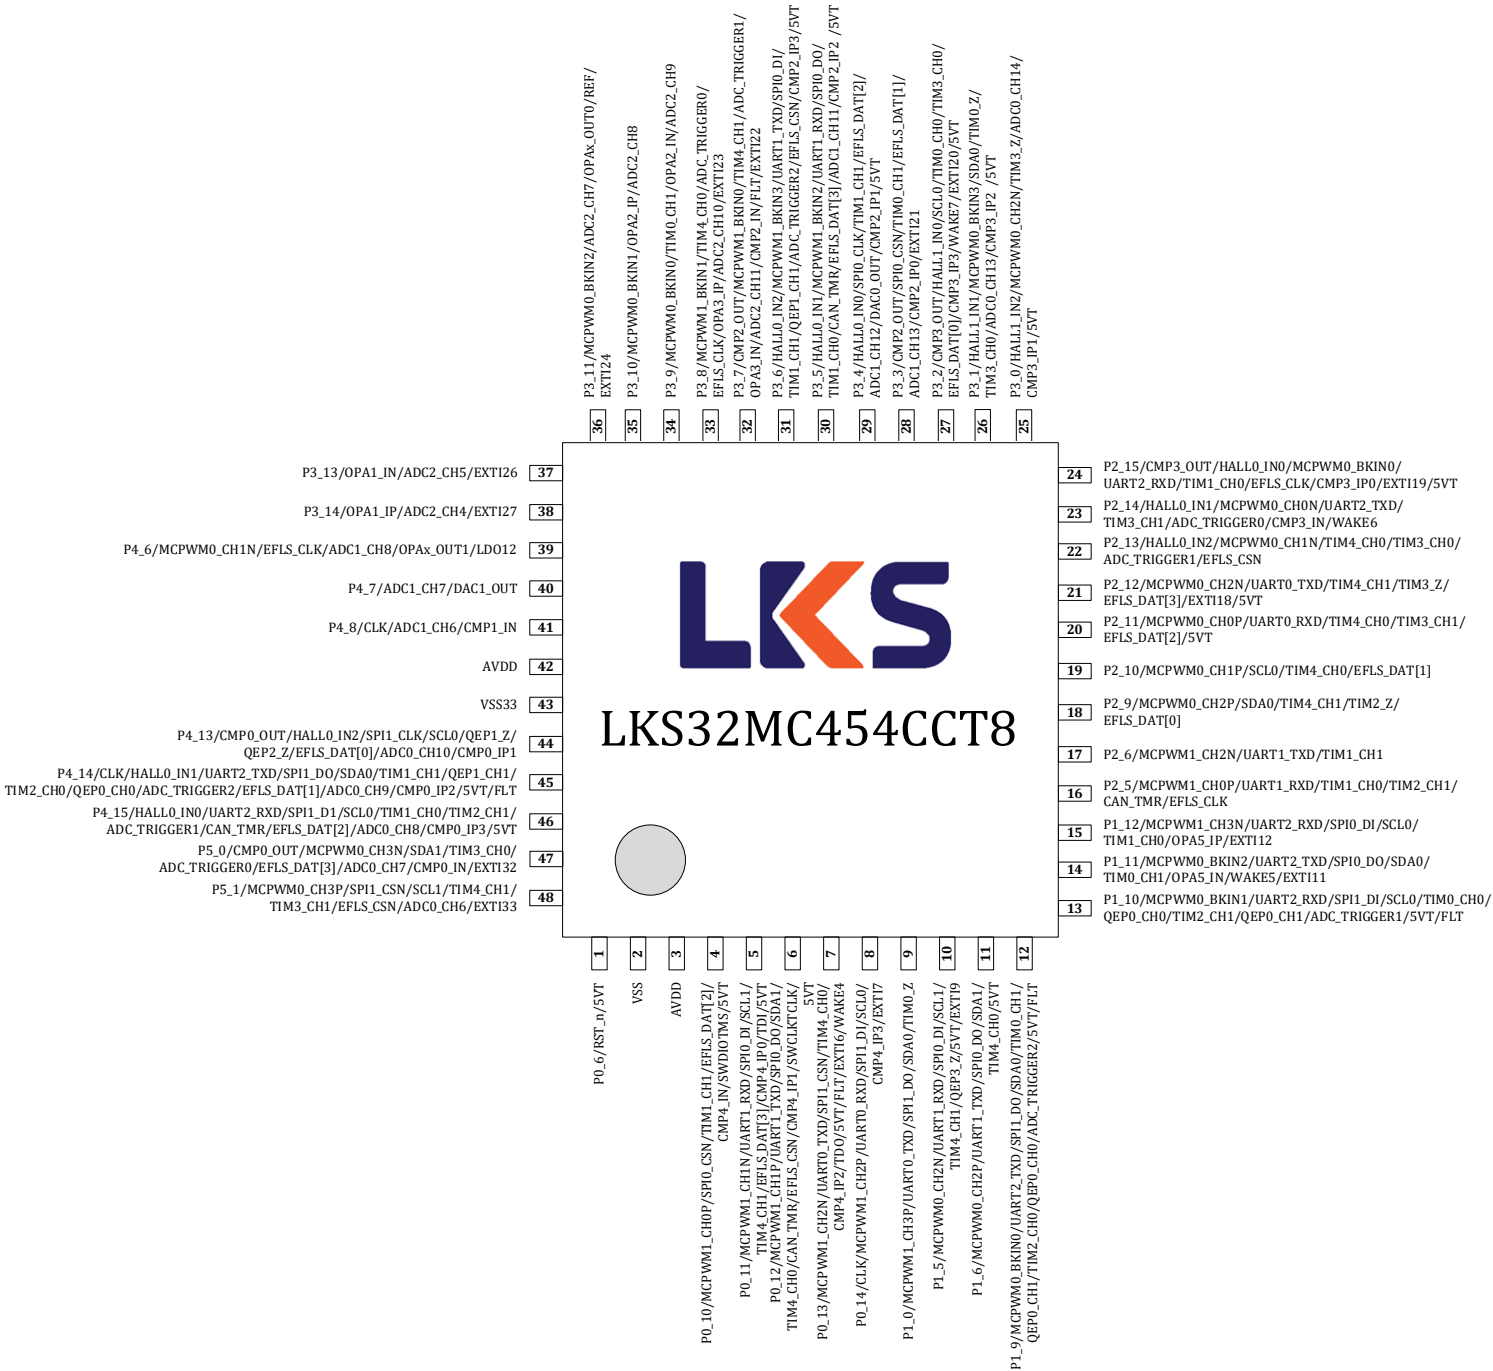 P3_11/MCPWM0_BKIN2/ADC2_CH7/OPAx_OUT0/REF/
EXTI24
P3_10/MCPWM0_BKIN1/OPA2_IP/ADC2_CH8
P3_9/MCPWM0_BKIN0/TIM0_CH1/OPA2_IN/ADC2_CH9
P3_8/MCPWM1_BKIN1/TIM4_CH0/ADC_TRIGGER0/
EFLS_CLK/OPA3_IP/ADC2_CH10/EXTI23
P3_7/CMP2_OUT/MCPWM1_BKIN0/TIM4_CH1/ADC_TRIGGER1/
OPA3_IN/ADC2_CH11/CMP2_IN/FLT/EXTI22
P3_6/HALL0_IN2/MCPWM1_BKIN3/UART1_TXD/SPI0_DI/
TIM1_CH1/QEP1_CH1/ADC_TRIGGER2/EFLS_CSN/CMP2_IP3/5VT
P3_5/HALL0_IN1/MCPWM1_BKIN2/UART1_RXD/SPI0_DO/
TIM1_CH0/CAN_TMR/EFLS_DAT[3]/ADC1_CH11/CMP2_IP2 /5VT
P3_4/HALL0_IN0/SPI0_CLK/TIM1_CH1/EFLS_DAT[2]/
ADC1_CH12/DAC0_OUT/CMP2_IP1/5VT
P3_3/CMP2_OUT/SPI0_CSN/TIM0_CH1/EFLS_DAT[1]/
ADC1_CH13/CMP2_IP0/EXTI21
P3_2/CMP3_OUT/HALL1_IN0/SCL0/TIM0_CH0/TIM3_CH0/
EFLS_DAT[0]/CMP3_IP3/WAKE7/EXTI20/5VT
P3_1/HALL1_IN1/MCPWM0_BKIN3/SDA0/TIM0_Z/
TIM3_CH0/ADC0_CH13/CMP3_IP2 /5VT
P3_0/HALL1_IN2/MCPWM0_CH2N/TIM3_Z/ADC0_CH14/
CMP3_IP1/5VT
36
35
34
33
32
31
30
29
28
27
26
25
P3_13/OPA1_IN/ADC2_CH5/EXTI26
37
P3_14/OPA1_IP/ADC2_CH4/EXTI27
38
P4_6/MCPWM0_CH1N/EFLS_CLK/ADC1_CH8/OPAx_OUT1/LDO12
39
P4_7/ADC1_CH7/DAC1_OUT
40
P4_8/CLK/ADC1_CH6/CMP1_IN
41
AVDD
42
VSS33
43
P4_13/CMP0_OUT/HALL0_IN2/SPI1_CLK/SCL0/QEP1_Z/
QEP2_Z/EFLS_DAT[0]/ADC0_CH10/CMP0_IP1
44
P4_14/CLK/HALL0_IN1/UART2_TXD/SPI1_DO/SDA0/TIM1_CH1/QEP1_CH1/
TIM2_CH0/QEP0_CH0/ADC_TRIGGER2/EFLS_DAT[1]/ADC0_CH9/CMP0_IP2/5VT/FLT
45
P4_15/HALL0_IN0/UART2_RXD/SPI1_D1/SCL0/TIM1_CH0/TIM2_CH1/
ADC_TRIGGER1/CAN_TMR/EFLS_DAT[2]/ADC0_CH8/CMP0_IP3/5VT
46
P5_0/CMP0_OUT/MCPWM0_CH3N/SDA1/TIM3_CH0/
ADC_TRIGGER0/EFLS_DAT[3]/ADC0_CH7/CMP0_IN/EXTI32
47
P5_1/MCPWM0_CH3P/SPI1_CSN/SCL1/TIM4_CH1/
TIM3_CH1/EFLS_CSN/ADC0_CH6/EXTI33
48
LKS
LKS32MC454CCT8
24
P2_15/CMP3_OUT/HALL0_IN0/MCPWM0_BKIN0/
UART2_RXD/TIM1_CH0/EFLS_CLK/CMP3_IP0/EXTI19/5VT
23
P2_14/HALL0_IN1/MCPWM0_CH0N/UART2_TXD/
TIM3_CH1/ADC_TRIGGER0/CMP3_IN/WAKE6
22
P2_13/HALL0_IN2/MCPWM0_CH1N/TIM4_CH0/TIM3_CH0/
ADC_TRIGGER1/EFLS_CSN
21
P2_12/MCPWM0_CH2N/UART0_TXD/TIM4_CH1/TIM3_Z/
EFLS_DAT[3]/EXTI18/5VT
20
P2_11/MCPWM0_CH0P/UART0_RXD/TIM4_CH0/TIM3_CH1/
EFLS_DAT[2]/5VT
19
P2_10/MCPWM0_CH1P/SCL0/TIM4_CH0/EFLS_DAT[1]
18
P2_9/MCPWM0_CH2P/SDA0/TIM4_CH1/TIM2_Z/
EFLS_DAT[0]
17
P2_6/MCPWM1_CH2N/UART1_TXD/TIM1_CH1
16
P2_5/MCPWM1_CH0P/UART1_RXD/TIM1_CH0/TIM2_CH1/
CAN_TMR/EFLS_CLK
15
P1_12/MCPWM1_CH3N/UART2_RXD/SPI0_DI/SCL0/
TIM1_CH0/OPA5_IP/EXTI12
14
P1_11/MCPWM0_BKIN2/UART2_TXD/SPI0_DO/SDA0/
TIM0_CH1/OPA5_IN/WAKE5/EXTI11
13
P1_10/MCPWM0_BKIN1/UART2_RXD/SPI1_DI/SCL0/TIM0_CH0/
QEP0_CH0/TIM2_CH1/QEP0_CH1/ADC_TRIGGER1/5VT/FLT
1
2
3
4
5
6
7
8
9
10
11
12
P0_6/RST_n/5VT
VSS
AVDD
P0_10/MCPWM1_CH0P/SPI0_CSN/TIM1_CH1/EFLS_DAT[2]/
CMP4_IN/SWDIOTMS/5VT
P0_11/MCPWM1_CH1N/UART1_RXD/SPI0_DI/SCL1/
TIM4_CH1/EFLS_DAT[3]/CMP4_IP0/TDI/5VT
P0_12/MCPWM1_CH1P/UART1_TXD/SPI0_DO/SDA1/
TIM4_CH0/CAN_TMR/EFLS_CSN/CMP4_IP1/SWCLKTCLK/
5VT
P0_13/MCPWM1_CH2N/UART0_TXD/SPI1_CSN/TIM4_CH0/
CMP4_IP2/TDO/5VT/FLT/EXTI6/WAKE4
P0_14/CLK/MCPWM1_CH2P/UART0_RXD/SPI1_DI/SCL0/
CMP4_IP3/EXTI7
P1_0/MCPWM1_CH3P/UART0_TXD/SPI1_DO/SDA0/TIM0_Z
P1_5/MCPWM0_CH2N/UART1_RXD/SPI0_DI/SCL1/
TIM4_CH1/QEP3_Z/5VT/EXTI9
P1_6/MCPWM0_CH2P/UART1_TXD/SPI0_DO/SDA1/
TIM4_CH0/5VT
P1_9/MCPWM0_BKIN0/UART2_TXD/SPI1_DO/SDA0/TIM0_CH1/
QEP0_CH1/TIM2_CH0/QEP0_CH0/ADC_TRIGGER2/5VT/FLT